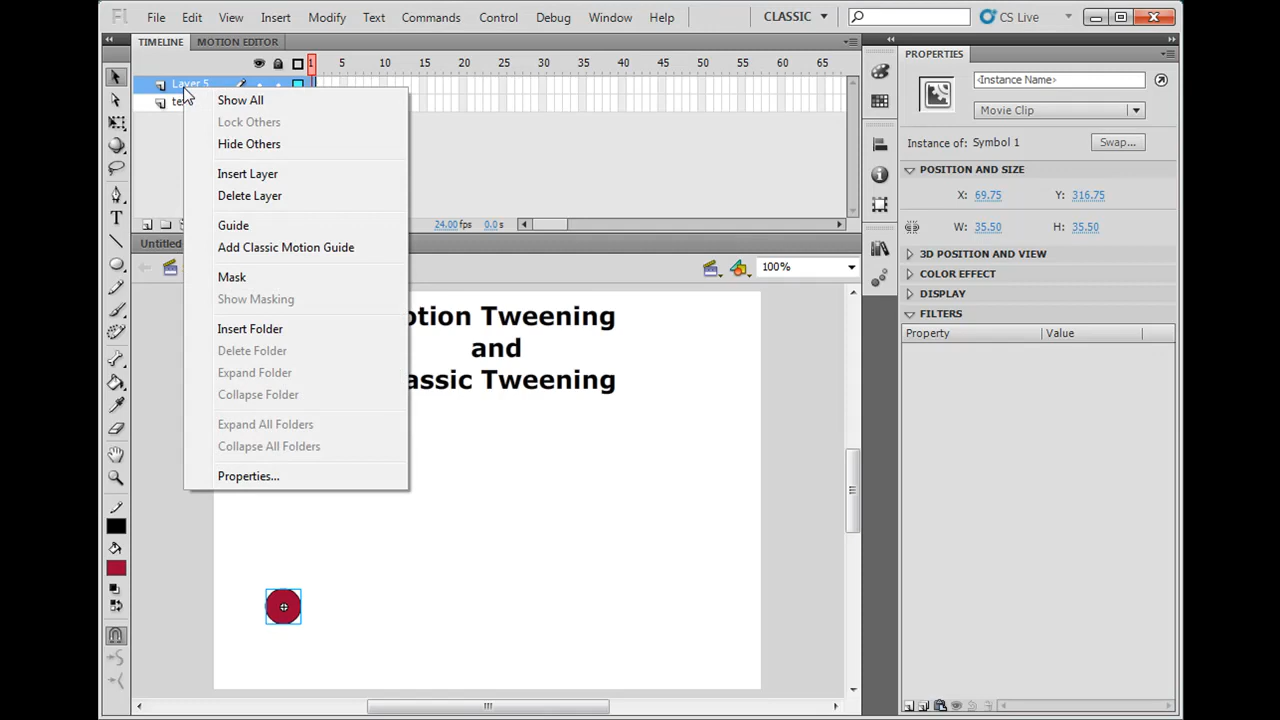 Fl File Edit View Insert Modify Text Commands Control Debug Window Help CLASSIC CS Live
TIMELINE MOTION EDITOR
PROPERTIES
1 5 10 15 20 25 30 35 40 45 50 55 60 65
Layer 5
<Instance Name>
Movie Clip
Instance of: Symbol 1 Swap...
POSITION AND SIZE
X: 69.75 Y: 316.75
W: 35.50 H: 35.50
3D POSITION AND VIEW
COLOR EFFECT
DISPLAY
FILTERS
Property Value
Show All
Lock Others
Hide Others
Insert Layer
Delete Layer
Guide
Add Classic Motion Guide
Mask
Show Masking
Insert Folder
Delete Folder
Expand Folder
Collapse Folder
Expand All Folders
Collapse All Folders
Properties...
24.00 fps 0.0 s
Untitled
100%
otion Tweening
and
assic Tweening